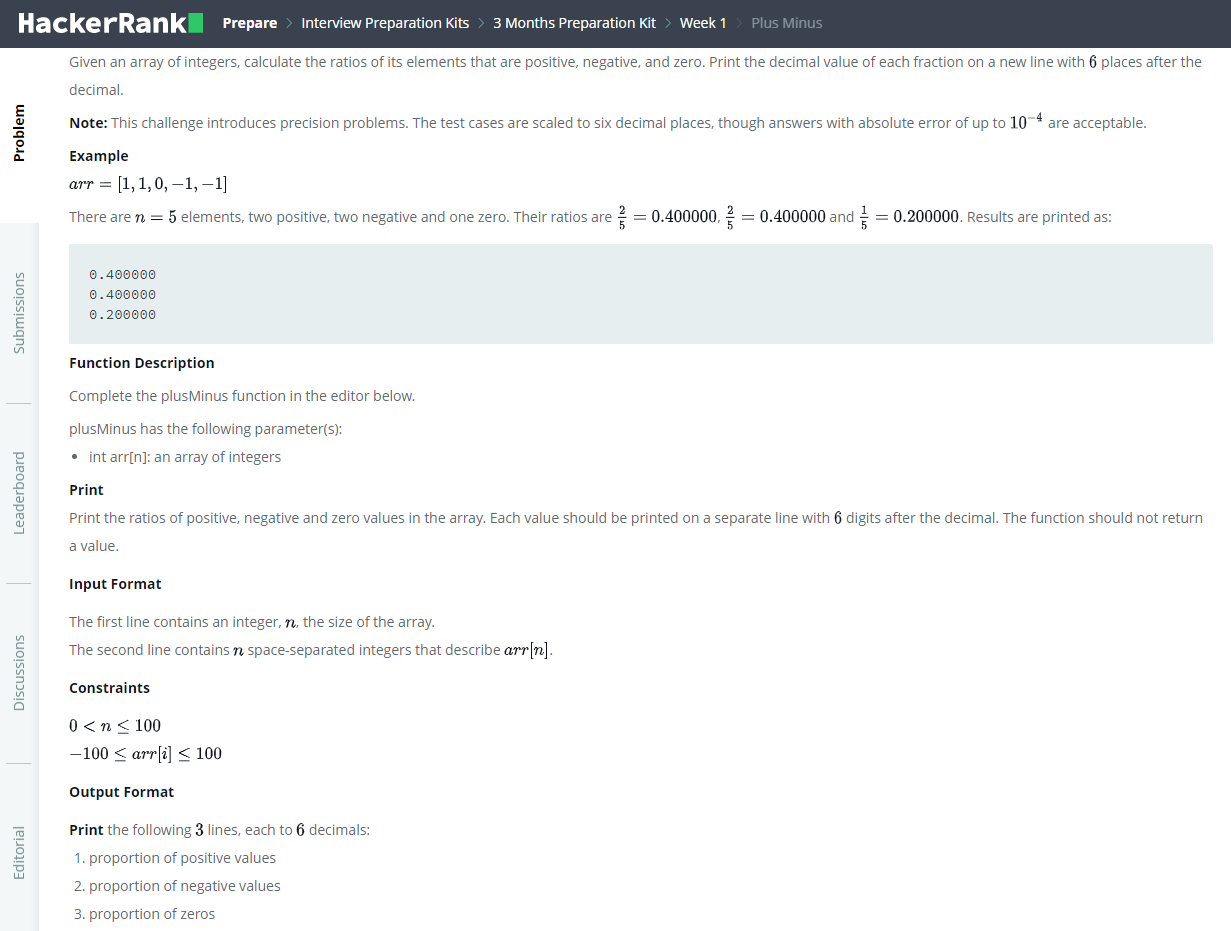 HackerRank Prepare > Interview Preparation Kits > 3 Months Preparation Kit > Week 1 > Plus Minus
Problem
Submissions
Leaderboard
Discussions
Editorial
Given an array of integers, calculate the ratios of its elements that are positive, negative, and zero. Print the decimal value of each fraction on a new line with 6 places after the
decimal.
Note: This challenge introduces precision problems. The test cases are scaled to six decimal places, though answers with absolute error of up to 10⁻⁴ are acceptable.
Example
arr = [1, 1, 0, −1, −1]
There are n = 5 elements, two positive, two negative and one zero. Their ratios are 2/5 = 0.400000, 2/5 = 0.400000 and 1/5 = 0.200000. Results are printed as:
0.400000
0.400000
0.200000
Function Description
Complete the plusMinus function in the editor below.
plusMinus has the following parameter(s):
• int arr[n]: an array of integers
Print
Print the ratios of positive, negative and zero values in the array. Each value should be printed on a separate line with 6 digits after the decimal. The function should not return
a value.
Input Format
The first line contains an integer, n, the size of the array.
The second line contains n space-separated integers that describe arr[n].
Constraints
0 < n ≤ 100
−100 ≤ arr[i] ≤ 100
Output Format
Print the following 3 lines, each to 6 decimals:
1. proportion of positive values
2. proportion of negative values
3. proportion of zeros